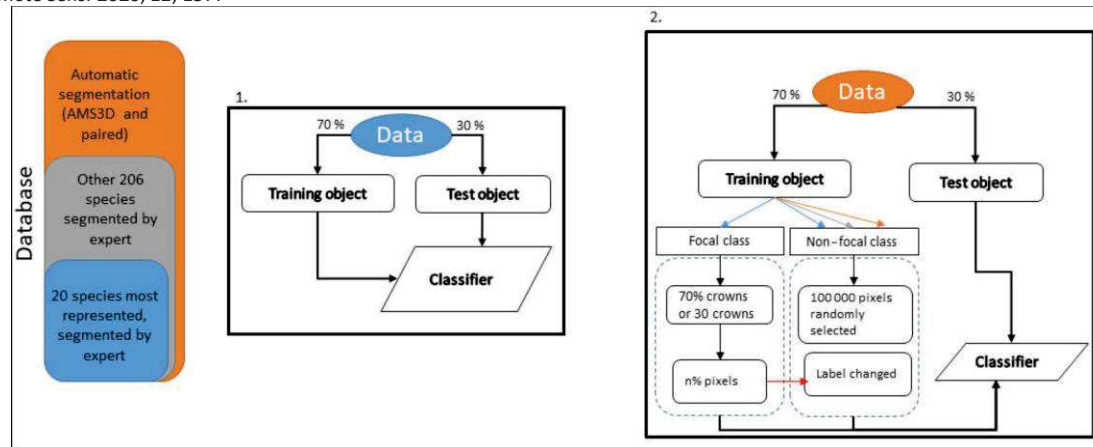 Database
Automatic
segmentation
(AMS3D and
paired)
Other 206
species
segmented by
expert
20 species most
represented,
segmented by
expert
1.
70 %
Data
30 %
Training object
Test object
Classifier
2.
70 %
Data
30 %
Training object
Test object
Focal class
Non-focal class
70% crowns
or 30 crowns
100 000 pixels
randomly
selected
n% pixels
Label changed
Classifier